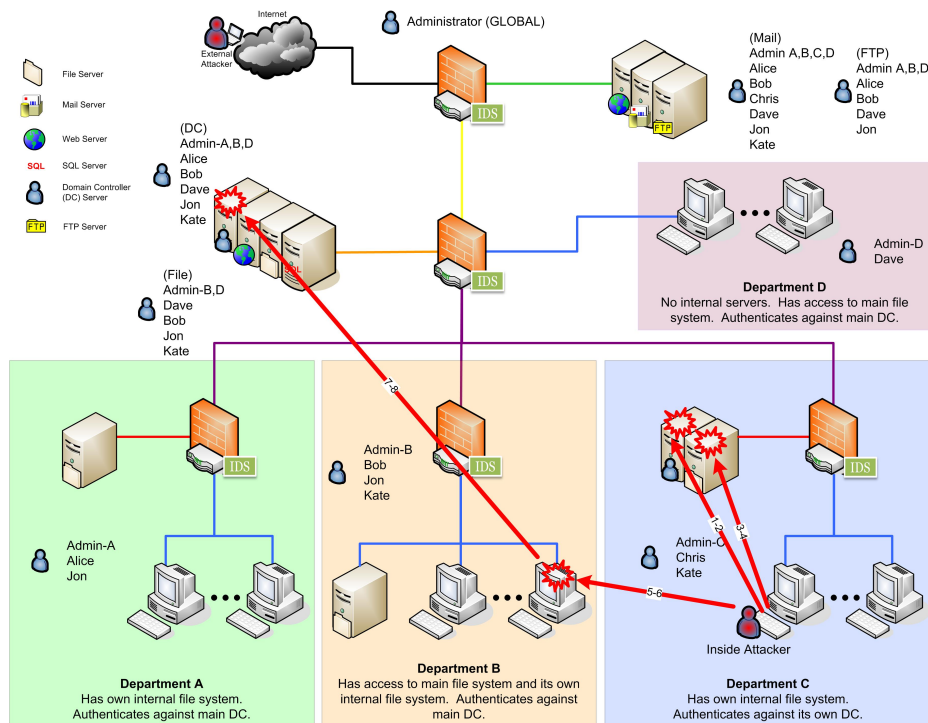 Internet
Administrator (GLOBAL)
External
Attacker
IDS
(Mail)
Admin A,B,C,D
Alice
Bob
Chris
Dave
Jon
Kate
(FTP)
Admin A,B,D
Alice
Bob
Dave
Jon
FTP
File Server
Mail Server
Web Server
SQL
SQL Server
Domain Controller
(DC) Server
FTP
FTP Server
(DC)
Admin-A,B,D
Alice
Bob
Dave
Jon
Kate
SQL
IDS
Admin-D
Dave
Department D
No internal servers. Has access to main file
system. Authenticates against main DC.
(File)
Admin-B,D
Dave
Bob
Jon
Kate
7-8
IDS
Admin-A
Alice
Jon
Department A
Has own internal file system.
Authenticates against main DC.
Admin-B
Bob
Jon
Kate
IDS
5-6
Department B
Has access to main file system and its own
internal file system. Authenticates against
main DC.
IDS
1-2
3-4
Admin-C
Chris
Kate
Inside Attacker
Department C
Has own internal file system.
Authenticates against its own DC.